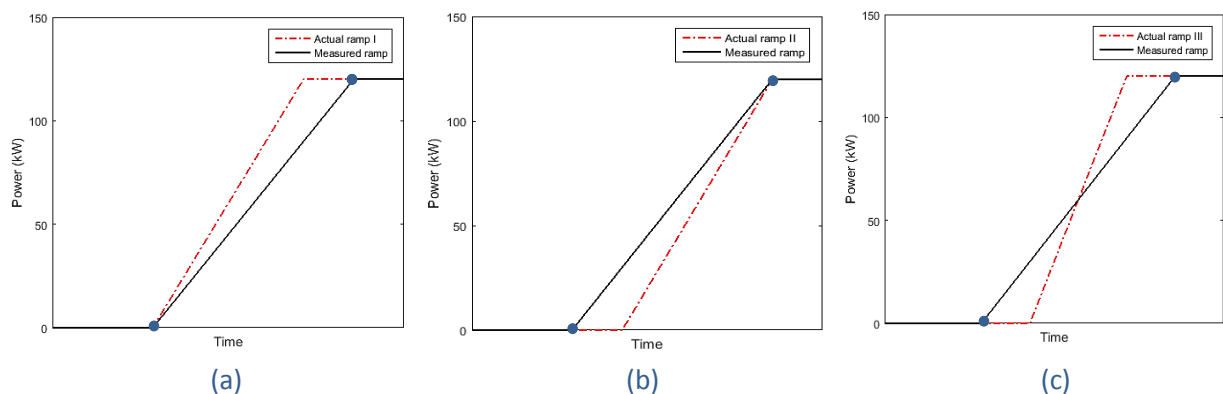 150
100
50
0
Power (kW)
Time
Actual ramp I
Measured ramp
(a)
150
100
50
0
Power (kW)
Time
Actual ramp II
Measured ramp
(b)
150
100
50
0
Power (kW)
Time
Actual ramp III
Measured ramp
(c)